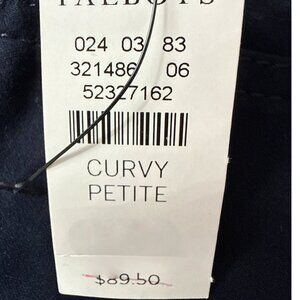 TALBOTS
024 03 83
321486 06
52327162
CURVY
PETITE
$89.50